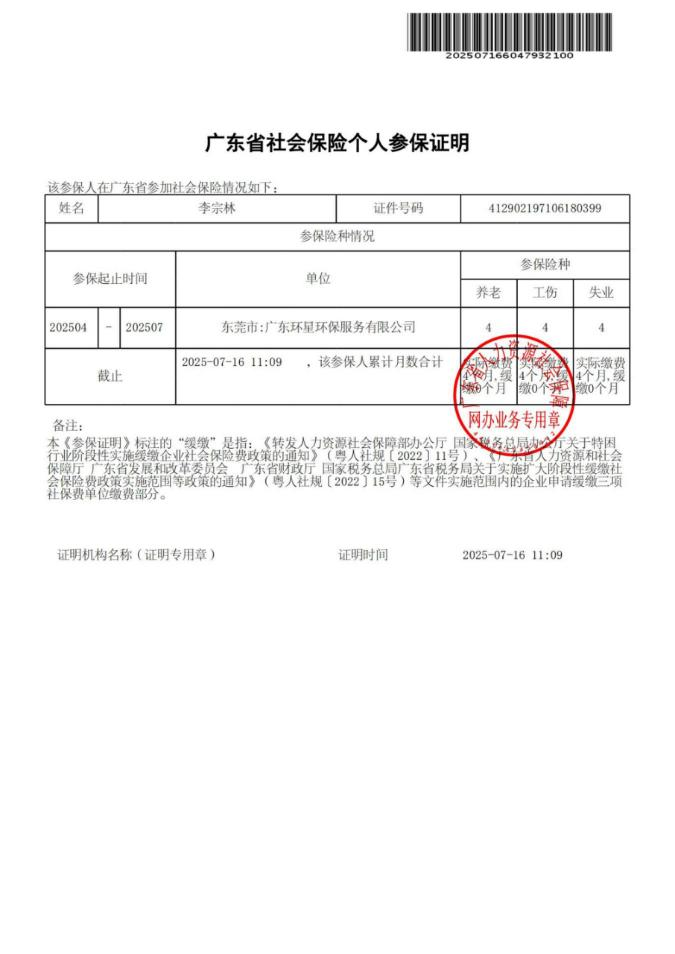 202507166047932100
广东省社会保险个人参保证明
该参保人在广东省参加社会保险情况如下：
姓名 李宗林 证件号码 412902197106180399
参保险种情况
参保起止时间 单位 参保险种
养老 工伤 失业
202504 - 202507 东莞市:广东环星环保服务有限公司 4 4 4
截止 2025-07-16 11:09 ，该参保人累计月数合计
实际缴费 实际缴费 实际缴费
4个月,缓 4个月,缓 4个月,缓
缴0个月 缴0个月 缴0个月
网办业务专用章
备注：
本《参保证明》标注的“缓缴”是指：《转发人力资源社会保障部办公厅 国家税务总局办公厅关于特困
行业阶段性实施缓缴企业社会保险费政策的通知》（粤人社规〔2022〕11号）、《广东省人力资源和社会
保障厅 广东省发展和改革委员会 广东省财政厅 国家税务总局广东省税务局关于实施扩大阶段性缓缴社
会保险费政策实施范围等政策的通知》（粤人社规〔2022〕15号）等文件实施范围内的企业申请缓缴三项
社保费单位缴费部分。
证明机构名称（证明专用章） 证明时间 2025-07-16 11:09